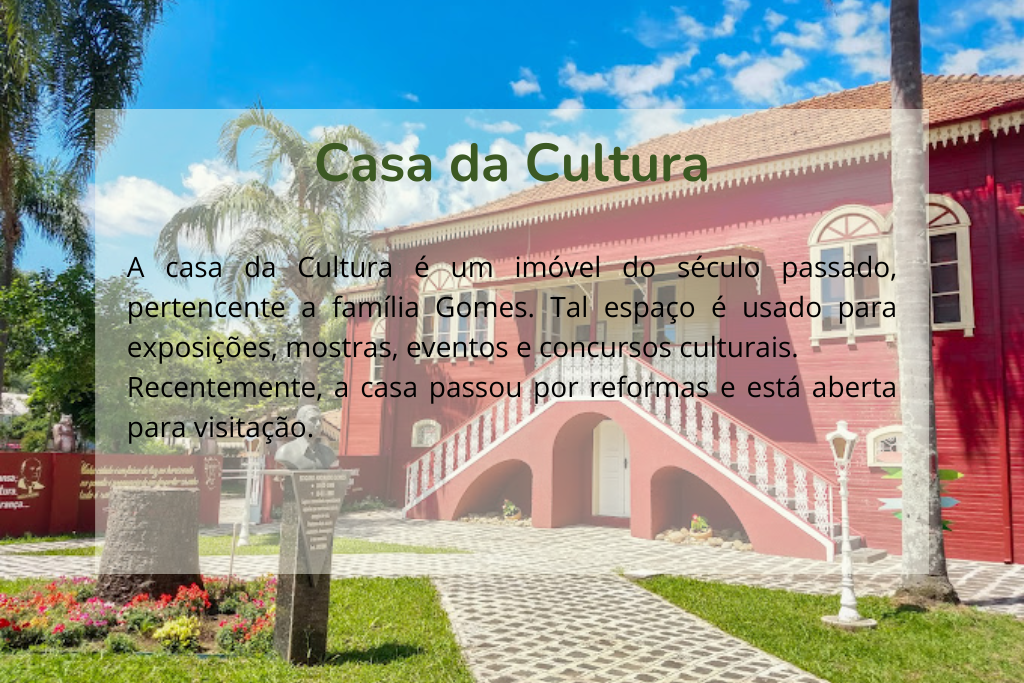 Casa da Cultura
A casa da Cultura é um imóvel do século passado,
pertencente a família Gomes. Tal espaço é usado para
exposições, mostras, eventos e concursos culturais.
Recentemente, a casa passou por reformas e está aberta
para visitação.